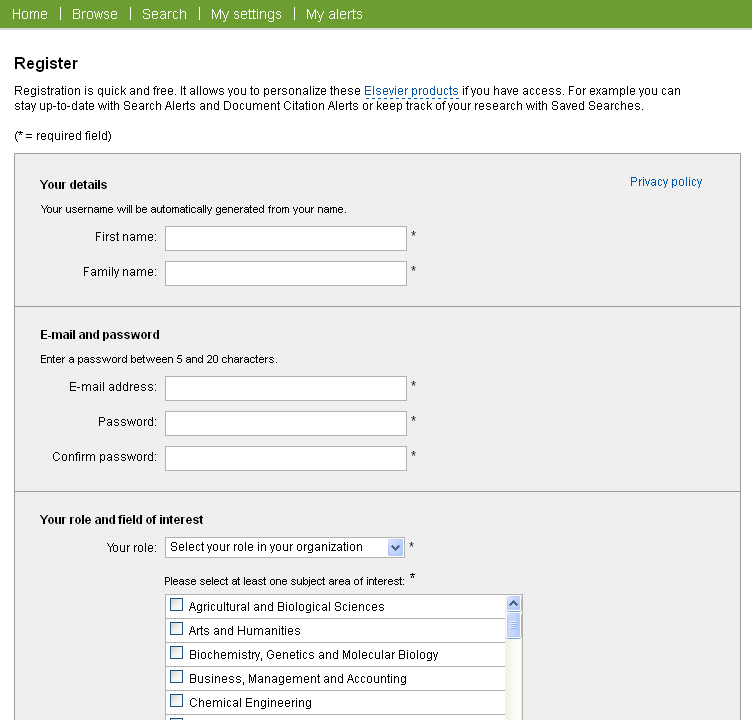 Home | Browse | Search | My settings | My alerts
Register
Registration is quick and free. It allows you to personalize these Elsevier products if you have access. For example you can
stay up-to-date with Search Alerts and Document Citation Alerts or keep track of your research with Saved Searches.
(* = required field)
Your details
Privacy policy
Your username will be automatically generated from your name.
First name: *
Family name: *
E-mail and password
Enter a password between 5 and 20 characters.
E-mail address: *
Password: *
Confirm password: *
Your role and field of interest
Your role: Select your role in your organization *
Please select at least one subject area of interest: *
Agricultural and Biological Sciences
Arts and Humanities
Biochemistry, Genetics and Molecular Biology
Business, Management and Accounting
Chemical Engineering